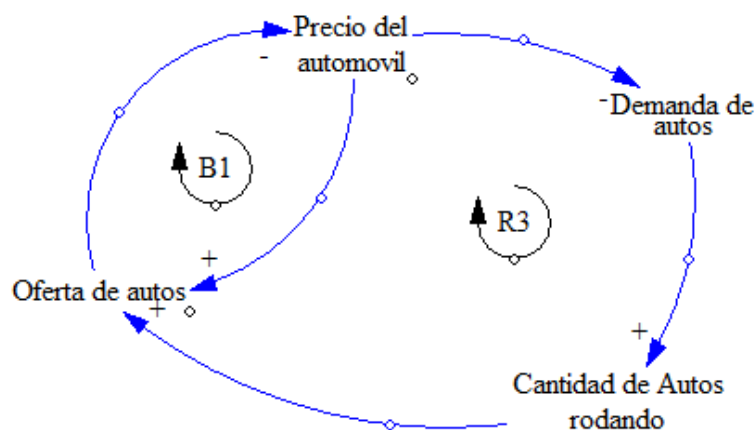 Precio del
automovil
-
-Demanda de
autos
B1
R3
+
Oferta de autos
+
+
Cantidad de Autos
rodando